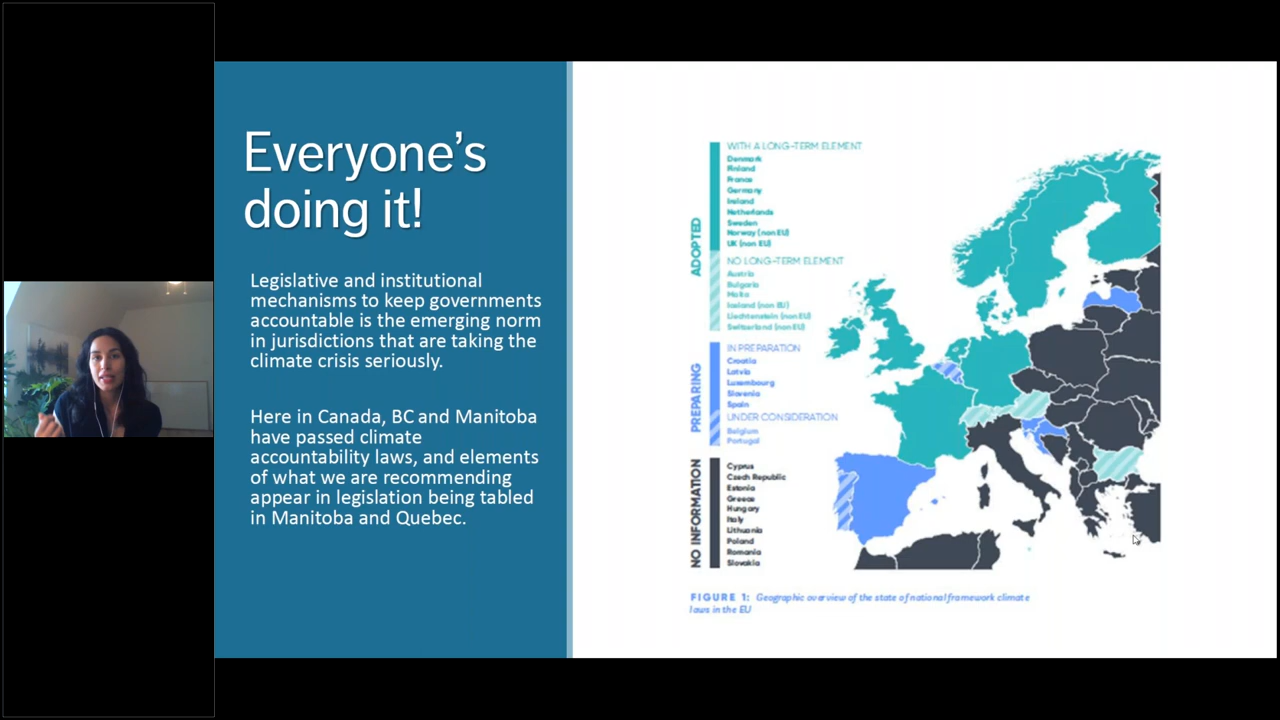 Everyone's
doing it!
Legislative and institutional
mechanisms to keep governments
accountable is the emerging norm
in jurisdictions that are taking the
climate crisis seriously.
Here in Canada, BC and Manitoba
have passed climate
accountability laws, and elements
of what we are recommending
appear in legislation being tabled
in Manitoba and Quebec.
ADOPTED
WITH A LONG-TERM ELEMENT
Denmark
Finland
France
Germany
Ireland
Netherlands
Sweden
Norway (non EU)
UK (non EU)
NO LONG-TERM ELEMENT
Austria
Bulgaria
Malta
Iceland (non EU)
Liechtenstein (non EU)
Switzerland (non EU)
PREPARING
IN PREPARATION
Croatia
Latvia
Luxembourg
Slovenia
Spain
UNDER CONSIDERATION
Belgium
Portugal
NO INFORMATION
Cyprus
Czech Republic
Estonia
Greece
Hungary
Italy
Lithuania
Poland
Romania
Slovakia
FIGURE 1: Geographic overview of the state of national framework climate
laws in the EU